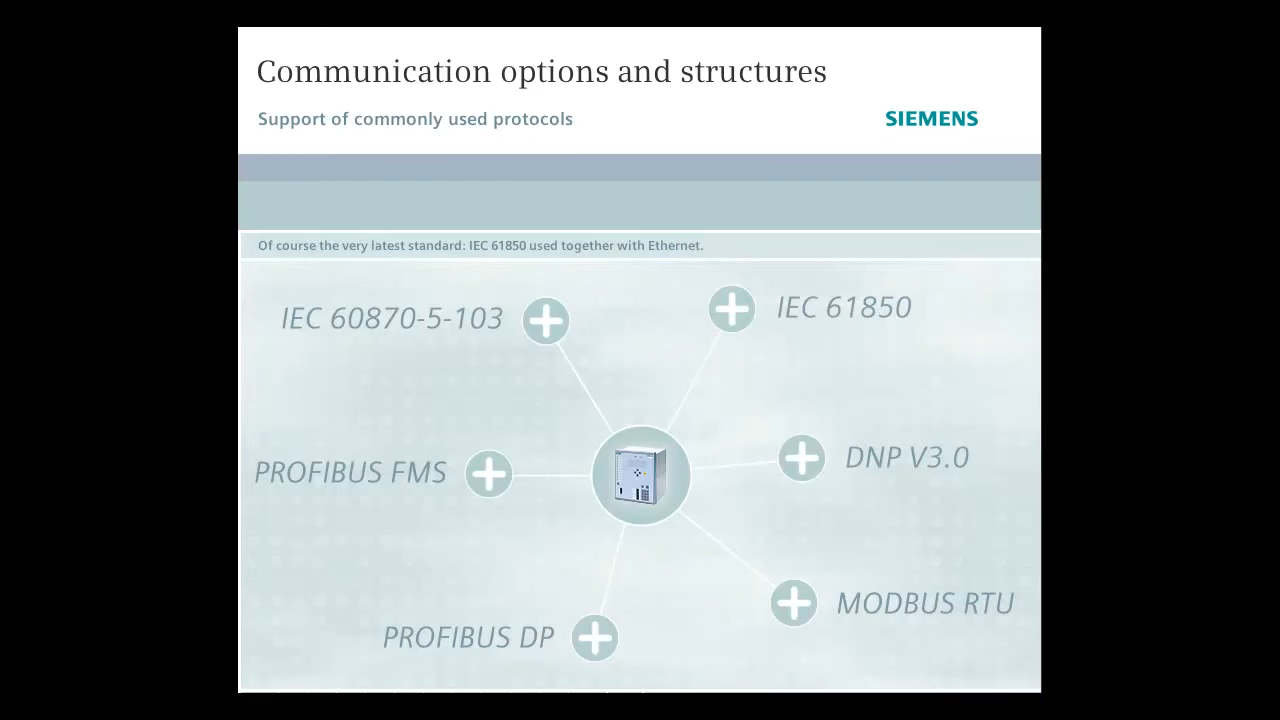 Communication options and structures
Support of commonly used protocols
SIEMENS
Of course the very latest standard: IEC 61850 used together with Ethernet.
IEC 60870-5-103
IEC 61850
PROFIBUS FMS
DNP V3.0
MODBUS RTU
PROFIBUS DP